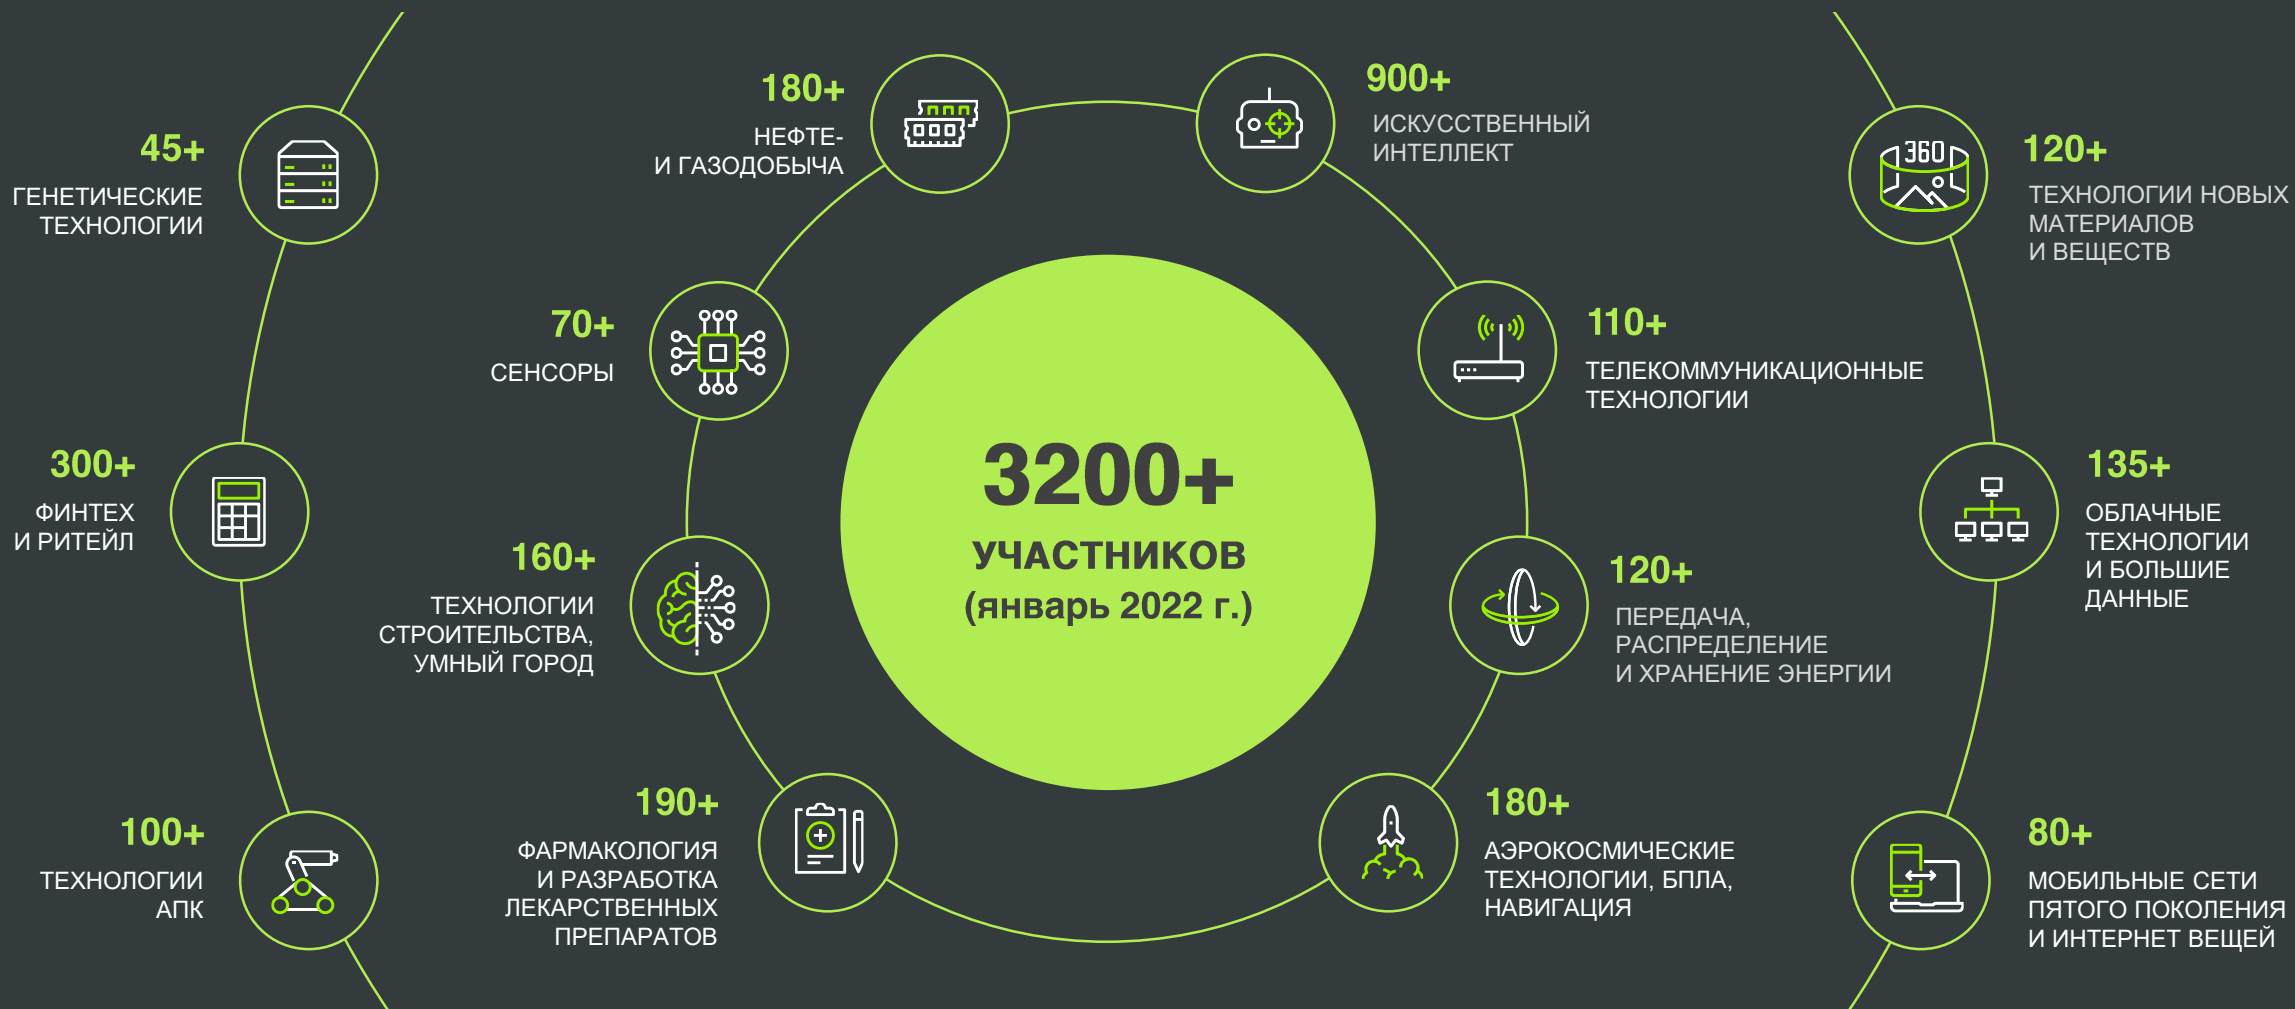 45+
ГЕНЕТИЧЕСКИЕ
ТЕХНОЛОГИИ
300+
ФИНТЕХ
И РИТЕЙЛ
100+
ТЕХНОЛОГИИ
АПК
180+
НЕФТЕ-
И ГАЗОДОБЫЧА
70+
СЕНСОРЫ
160+
ТЕХНОЛОГИИ
СТРОИТЕЛЬСТВА,
УМНЫЙ ГОРОД
190+
ФАРМАКОЛОГИЯ
И РАЗРАБОТКА
ЛЕКАРСТВЕННЫХ
ПРЕПАРАТОВ
3200+
УЧАСТНИКОВ
(январь 2022 г.)
900+
ИСКУССТВЕННЫЙ
ИНТЕЛЛЕКТ
110+
ТЕЛЕКОММУНИКАЦИОННЫЕ
ТЕХНОЛОГИИ
120+
ПЕРЕДАЧА,
РАСПРЕДЕЛЕНИЕ
И ХРАНЕНИЕ ЭНЕРГИИ
180+
АЭРОКОСМИЧЕСКИЕ
ТЕХНОЛОГИИ, БПЛА,
НАВИГАЦИЯ
360
120+
ТЕХНОЛОГИИ НОВЫХ
МАТЕРИАЛОВ
И ВЕЩЕСТВ
135+
ОБЛАЧНЫЕ
ТЕХНОЛОГИИ
И БОЛЬШИЕ
ДАННЫЕ
80+
МОБИЛЬНЫЕ СЕТИ
ПЯТОГО ПОКОЛЕНИЯ
И ИНТЕРНЕТ ВЕЩЕЙ